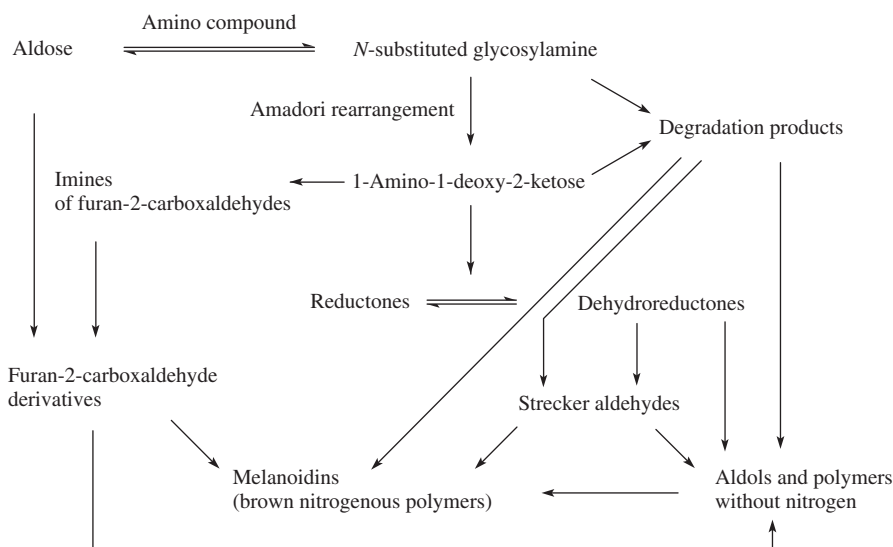 Amino compound
Aldose
N-substituted glycosylamine
Amadori rearrangement
Degradation products
Imines
of furan-2-carboxaldehydes
1-Amino-1-deoxy-2-ketose
Reductones
Dehydroreductones
Furan-2-carboxaldehyde
derivatives
Strecker aldehydes
Melanoidins
(brown nitrogenous polymers)
Aldols and polymers
without nitrogen